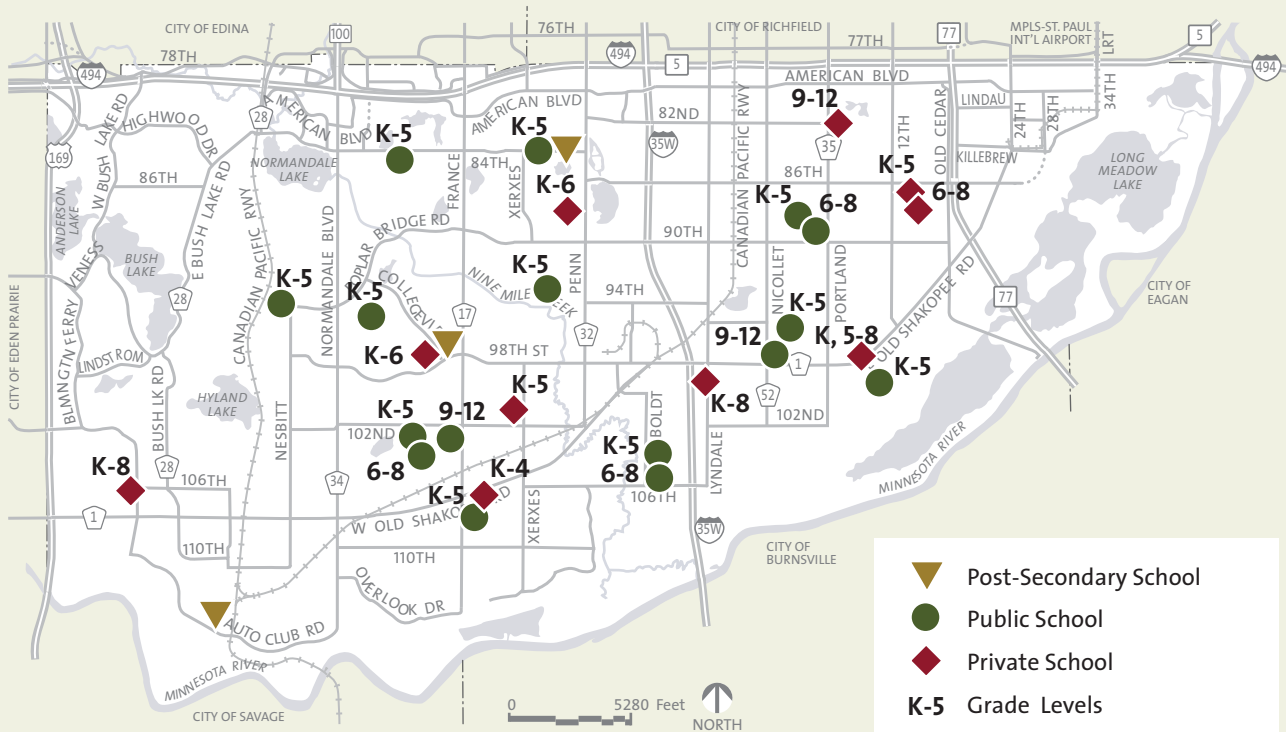 CITY OF EDINA
100
76TH
CITY OF RICHFIELD
77TH
77
MPLS-ST. PAUL
INT'L AIRPORT
LRT
5
78TH
494
494
5
494
34TH
AMERICAN BLVD
W BUSH LAKE RD
HIGHWOOD DR
28
AMERICAN BLVD
AMERICAN BLVD
82ND
9-12
LINDAU
24TH
28TH
169
K-5
K-5
35W
CANADIAN PACIFIC RWY
35
12TH
OLD CEDAR
KILLEBREW
NORMANDALE
LAKE
84TH
FRANCE
XERXES
LONG
MEADOW
LAKE
86TH
86TH
K-6
K-5
6-8
K-5
6-8
ANDERSON
LAKE
E BUSH LAKE RD
CANADIAN PACIFIC RWY
NORMANDALE BLVD
POPLAR BRIDGE RD
90TH
BUSH
LAKE
VENESS
K-5
K-5
COLLEGEVI
NINE MILE
EEK
K-5
PENN
94TH
NICOLLET
PORTLAND
OLD SHAKOPEE RD
77
CITY OF
EAGAN
28
17
32
K-5
9-12
K, 5-8
CITY OF EDEN PRAIRIE
BLMNGTN FERRY
LINDSTROM
K-6
98TH ST
1
K-5
BUSH LK RD
HYLAND
LAKE
NESBITT
K-5
K-8
52
102ND
K-5
9-12
102ND
BOLDT
K-5
LYNDALE
6-8
6-8
MINNESOTA RIVER
K-8
28
106TH
34
K-4
K-5
106TH
1
W OLD SHAKO
RD
XERXES
35W
110TH
110TH
CITY OF
BURNSVILLE
OVERLOOK DR
AUTO CLUB RD
MINNESOTA RIVER
CITY OF SAVAGE
0
5280 Feet
NORTH
Post-Secondary School
Public School
Private School
K-5 Grade Levels